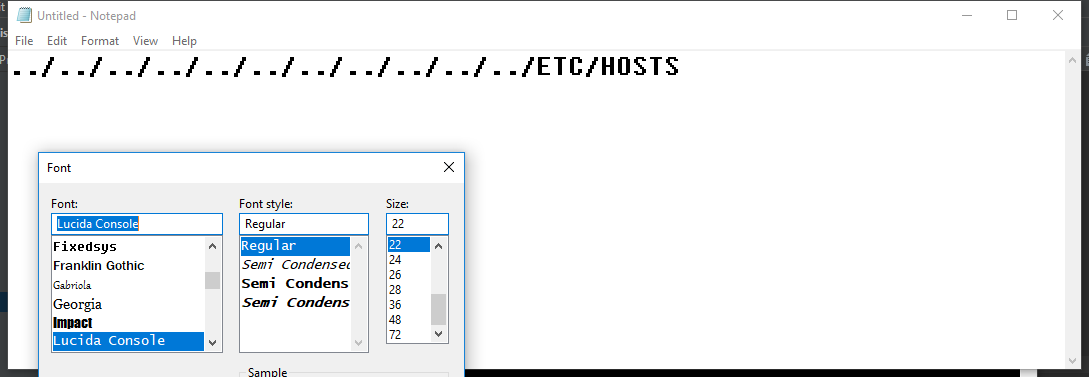 Untitled - Notepad
File Edit Format View Help
../../../../../../../../../../../ETC/HOSTS
Font
Font: Font style: Size:
Lucida Console Regular 22
Fixedsys
Franklin Gothic
Gabriola
Georgia
Impact
Lucida Console
Regular
Semi Condensed
Semi Condens
Semi Condens
22
24
26
28
36
48
72
Sample